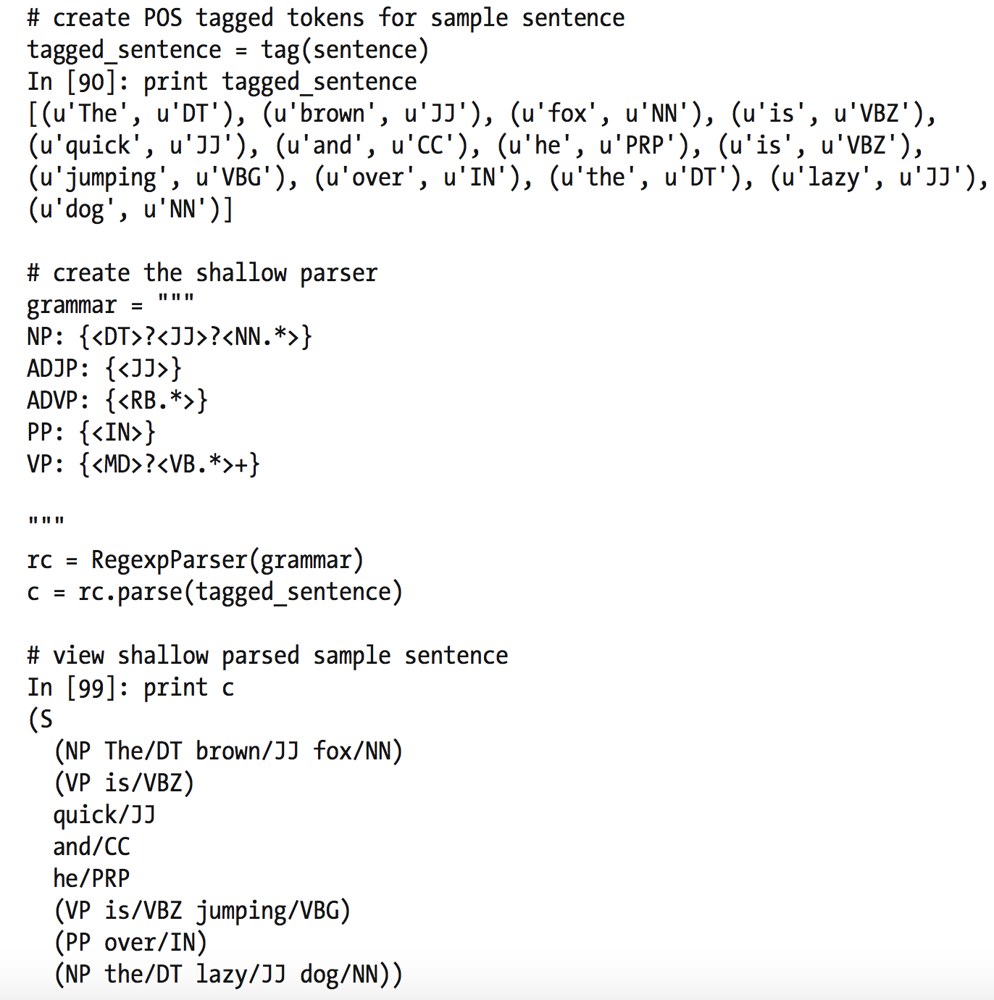 # create POS tagged tokens for sample sentence
tagged_sentence = tag(sentence)
In [90]: print tagged_sentence
[(u'The', u'DT'), (u'brown', u'JJ'), (u'fox', u'NN'), (u'is', u'VBZ'),
(u'quick', u'JJ'), (u'and', u'CC'), (u'he', u'PRP'), (u'is', u'VBZ'),
(u'jumping', u'VBG'), (u'over', u'IN'), (u'the', u'DT'), (u'lazy', u'JJ'),
(u'dog', u'NN')]

# create the shallow parser
grammar = """
NP: {<DT>?<JJ>?<NN.*>}
ADJP: {<JJ>}
ADVP: {<RB.*>}
PP: {<IN>}
VP: {<MD>?<VB.*>+}

"""
rc = RegexpParser(grammar)
c = rc.parse(tagged_sentence)

# view shallow parsed sample sentence
In [99]: print c
(S
  (NP The/DT brown/JJ fox/NN)
  (VP is/VBZ)
  quick/JJ
  and/CC
  he/PRP
  (VP is/VBZ jumping/VBG)
  (PP over/IN)
  (NP the/DT lazy/JJ dog/NN))